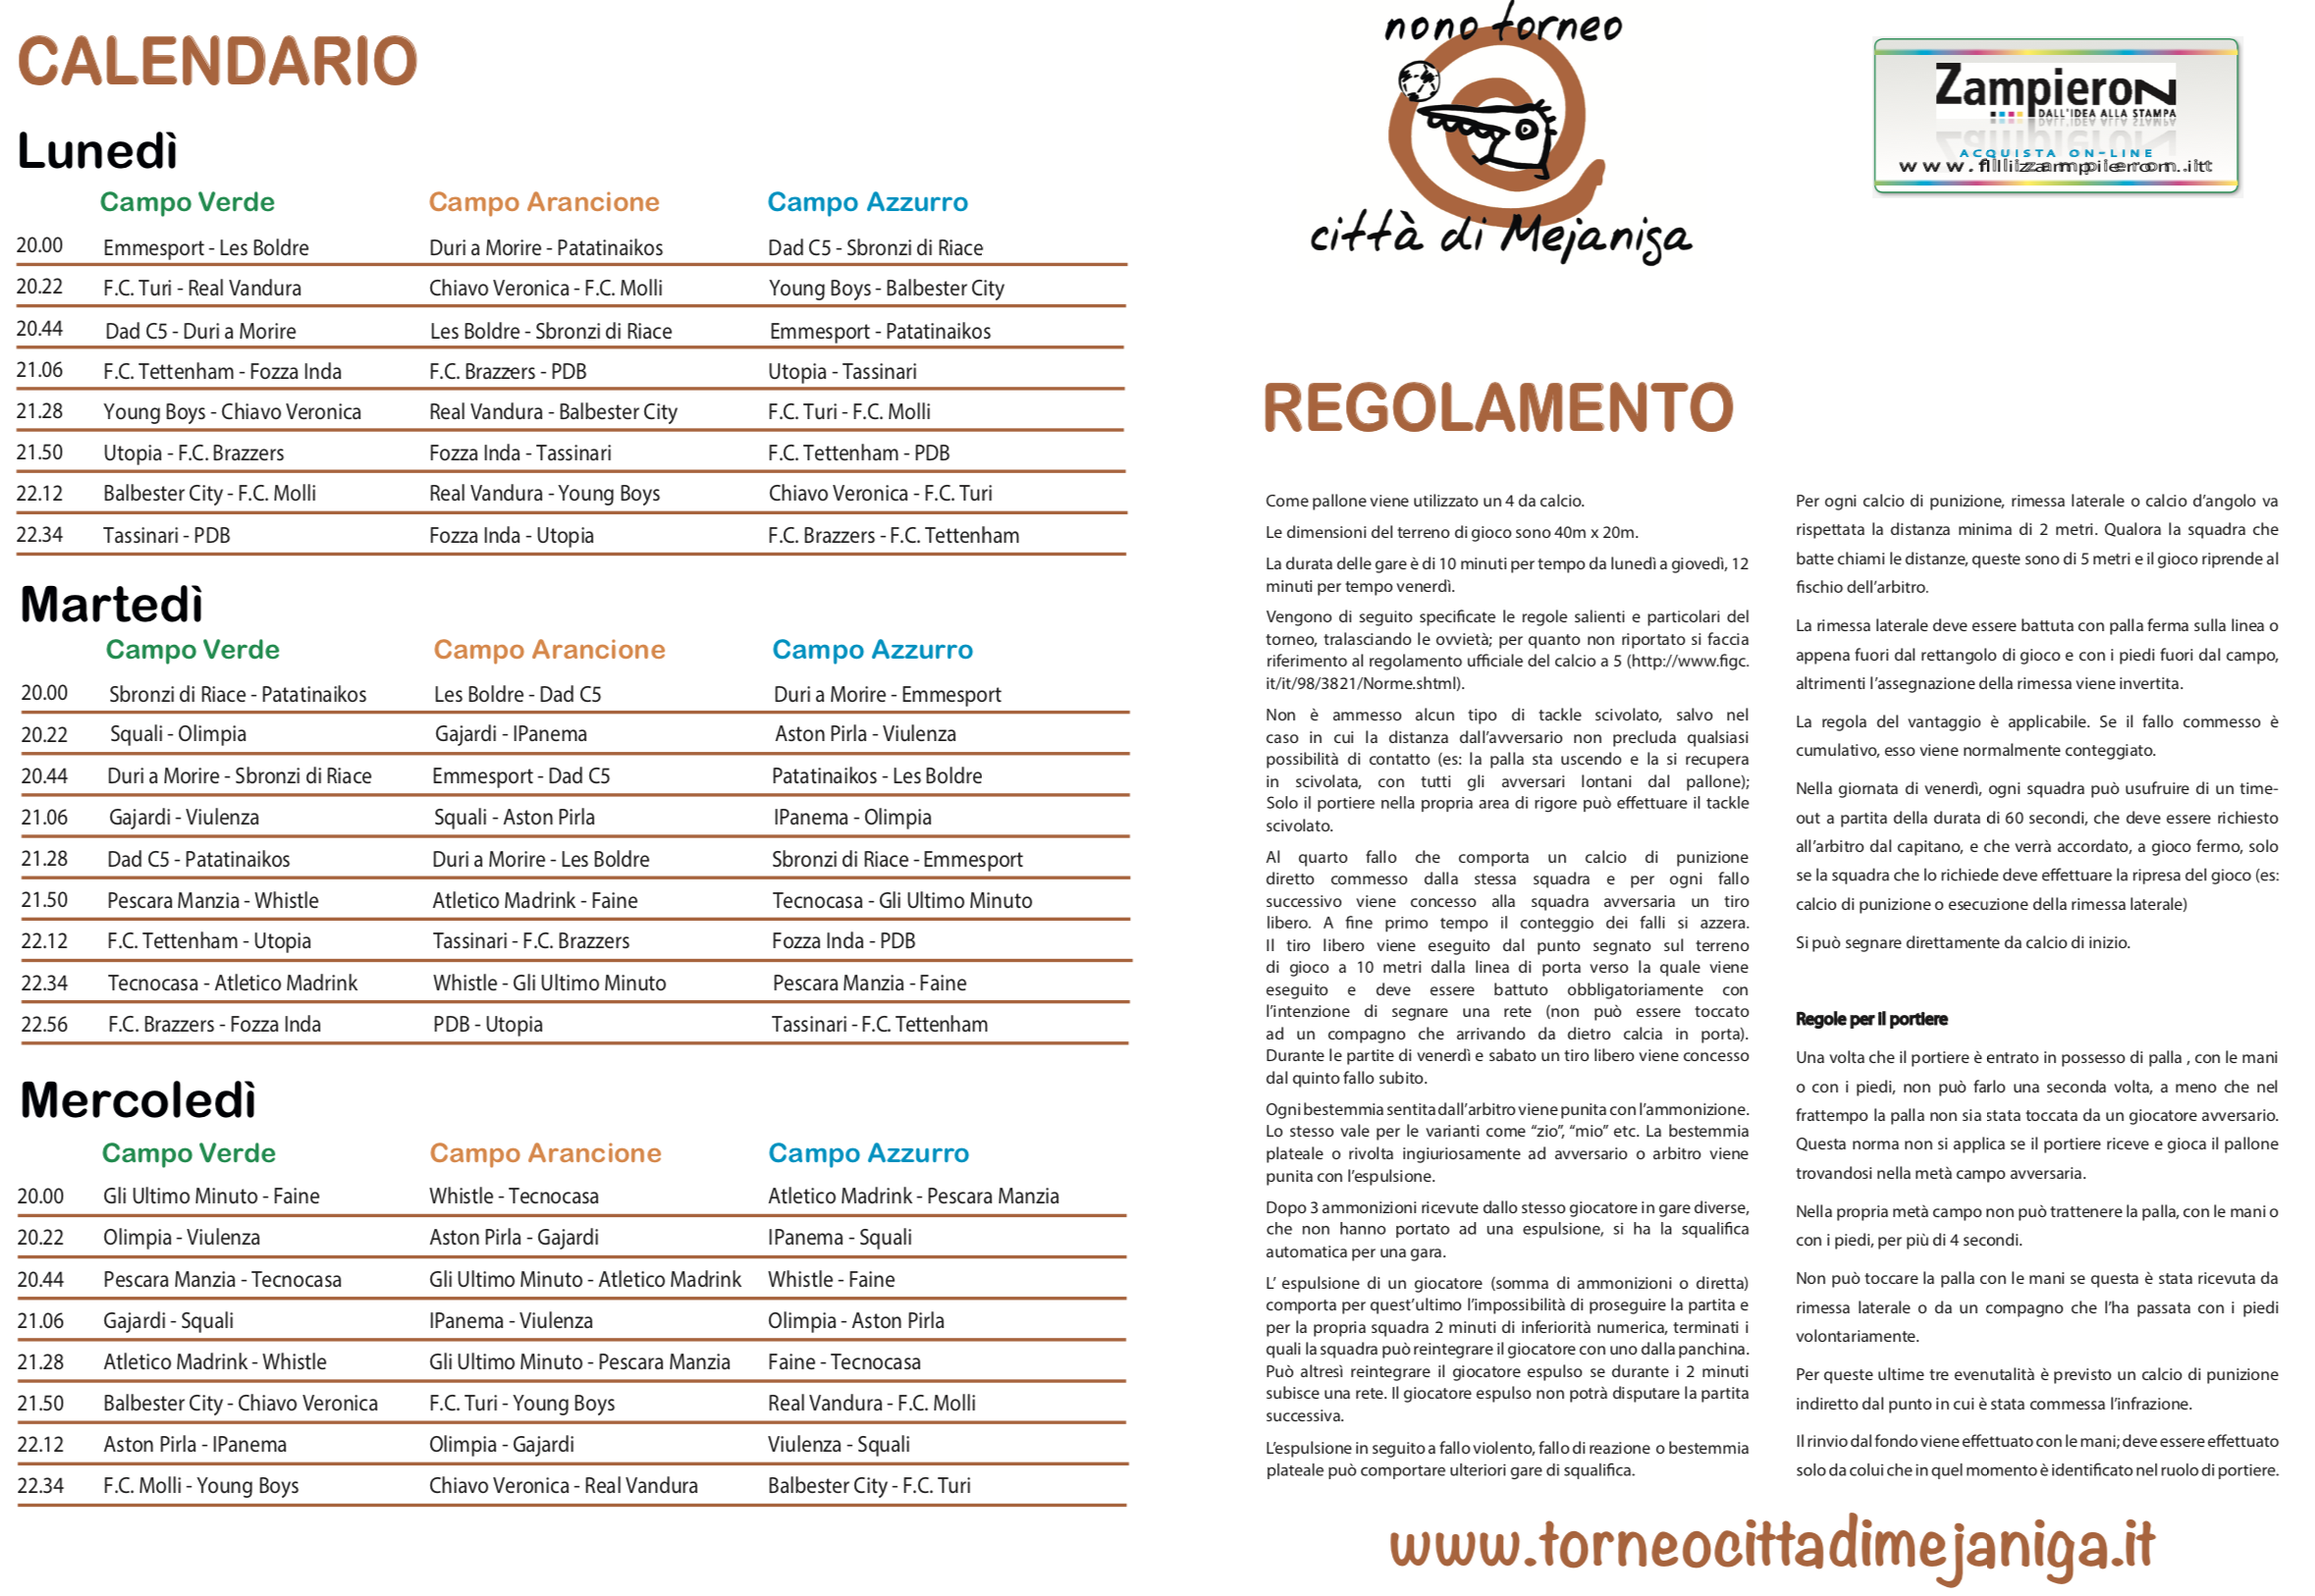 CALENDARIO
Lunedì
Campo Verde Campo Arancione Campo Azzurro
20.00 Emmesport - Les Boldre Duri a Morire - Patatinaikos Dad C5 - Sbronzi di Riace
20.22 F.C. Turi - Real Vandura Chiavo Veronica - F.C. Molli Young Boys - Balbester City
20.44 Dad C5 - Duri a Morire Les Boldre - Sbronzi di Riace Emmesport - Patatinaikos
21.06 F.C. Tettenham - Fozza Inda F.C. Brazzers - PDB Utopia - Tassinari
21.28 Young Boys - Chiavo Veronica Real Vandura - Balbester City F.C. Turi - F.C. Molli
21.50 Utopia - F.C. Brazzers Fozza Inda - Tassinari F.C. Tettenham - PDB
22.12 Balbester City - F.C. Molli Real Vandura - Young Boys Chiavo Veronica - F.C. Turi
22.34 Tassinari - PDB Fozza Inda - Utopia F.C. Brazzers - F.C. Tettenham
Martedì
Campo Verde Campo Arancione Campo Azzurro
20.00 Sbronzi di Riace - Patatinaikos Les Boldre - Dad C5 Duri a Morire - Emmesport
20.22 Squali - Olimpia Gajardi - IPanema Aston Pirla - Viulenza
20.44 Duri a Morire - Sbronzi di Riace Emmesport - Dad C5 Patatinaikos - Les Boldre
21.06 Gajardi - Viulenza Squali - Aston Pirla IPanema - Olimpia
21.28 Dad C5 - Patatinaikos Duri a Morire - Les Boldre Sbronzi di Riace - Emmesport
21.50 Pescara Manzia - Whistle Atletico Madrink - Faine Tecnocasa - Gli Ultimo Minuto
22.12 F.C. Tettenham - Utopia Tassinari - F.C. Brazzers Fozza Inda - PDB
22.34 Tecnocasa - Atletico Madrink Whistle - Gli Ultimo Minuto Pescara Manzia - Faine
22.56 F.C. Brazzers - Fozza Inda PDB - Utopia Tassinari - F.C. Tettenham
Mercoledì
Campo Verde Campo Arancione Campo Azzurro
20.00 Gli Ultimo Minuto - Faine Whistle - Tecnocasa Atletico Madrink - Pescara Manzia
20.22 Olimpia - Viulenza Aston Pirla - Gajardi IPanema - Squali
20.44 Pescara Manzia - Tecnocasa Gli Ultimo Minuto - Atletico Madrink Whistle - Faine
21.06 Gajardi - Squali IPanema - Viulenza Olimpia - Aston Pirla
21.28 Atletico Madrink - Whistle Gli Ultimo Minuto - Pescara Manzia Faine - Tecnocasa
21.50 Balbester City - Chiavo Veronica F.C. Turi - Young Boys Real Vandura - F.C. Molli
22.12 Aston Pirla - IPanema Olimpia - Gajardi Viulenza - Squali
22.34 F.C. Molli - Young Boys Chiavo Veronica - Real Vandura Balbester City - F.C. Turi
nono torneo
città di Mejaniga
ZampieroN
DALL'IDEA ALLA STAMPA
ACQUISTA ON-LINE
www.fllizampieron.it
REGOLAMENTO
Come pallone viene utilizzato un 4 da calcio.
Le dimensioni del terreno di gioco sono 40m x 20m.
La durata delle gare è di 10 minuti per tempo da lunedì a giovedì, 12
minuti per tempo venerdì.
Vengono di seguito specificate le regole salienti e particolari del
torneo, tralasciando le ovvietà; per quanto non riportato si faccia
riferimento al regolamento ufficiale del calcio a 5 (http://www.figc.
it/it/98/3821/Norme.shtml).
Non è ammesso alcun tipo di tackle scivolato, salvo nel
caso in cui la distanza dall'avversario non precluda qualsiasi
possibilità di contatto (es: la palla sta uscendo e la si recupera
in scivolata, con tutti gli avversari lontani dal pallone);
Solo il portiere nella propria area di rigore può effettuare il tackle
scivolato.
Al quarto fallo che comporta un calcio di punizione
diretto commesso dalla stessa squadra e per ogni fallo
successivo viene concesso alla squadra avversaria un tiro
libero. A fine primo tempo il conteggio dei falli si azzera.
Il tiro libero viene eseguito dal punto segnato sul terreno
di gioco a 10 metri dalla linea di porta verso la quale viene
eseguito e deve essere battuto obbligatoriamente con
l'intenzione di segnare una rete (non può essere toccato
ad un compagno che arrivando da dietro calcia in porta).
Durante le partite di venerdì e sabato un tiro libero viene concesso
dal quinto fallo subito.
Ogni bestemmia sentita dall'arbitro viene punita con l'ammonizione.
Lo stesso vale per le varianti come "zio", "mio" etc. La bestemmia
plateale o rivolta ingiuriosamente ad avversario o arbitro viene
punita con l'espulsione.
Dopo 3 ammonizioni ricevute dallo stesso giocatore in gare diverse,
che non hanno portato ad una espulsione, si ha la squalifica
automatica per una gara.
L' espulsione di un giocatore (somma di ammonizioni o diretta)
comporta per quest'ultimo l'impossibilità di proseguire la partita e
per la propria squadra 2 minuti di inferiorità numerica, terminati i
quali la squadra può reintegrare il giocatore con uno dalla panchina.
Può altresì reintegrare il giocatore espulso se durante i 2 minuti
subisce una rete. Il giocatore espulso non potrà disputare la partita
successiva.
L'espulsione in seguito a fallo violento, fallo di reazione o bestemmia
plateale può comportare ulteriori gare di squalifica.
Per ogni calcio di punizione, rimessa laterale o calcio d'angolo va
rispettata la distanza minima di 2 metri. Qualora la squadra che
batte chiami le distanze, queste sono di 5 metri e il gioco riprende al
fischio dell'arbitro.
La rimessa laterale deve essere battuta con palla ferma sulla linea o
appena fuori dal rettangolo di gioco e con i piedi fuori dal campo,
altrimenti l'assegnazione della rimessa viene invertita.
La regola del vantaggio è applicabile. Se il fallo commesso è
cumulativo, esso viene normalmente conteggiato.
Nella giornata di venerdì, ogni squadra può usufruire di un time-
out a partita della durata di 60 secondi, che deve essere richiesto
all'arbitro dal capitano, e che verrà accordato, a gioco fermo, solo
se la squadra che lo richiede deve effettuare la ripresa del gioco (es:
calcio di punizione o esecuzione della rimessa laterale)
Si può segnare direttamente da calcio di inizio.
Regole per il portiere
Una volta che il portiere è entrato in possesso di palla , con le mani
o con i piedi, non può farlo una seconda volta, a meno che nel
frattempo la palla non sia stata toccata da un giocatore avversario.
Questa norma non si applica se il portiere riceve e gioca il pallone
trovandosi nella metà campo avversaria.
Nella propria metà campo non può trattenere la palla, con le mani o
con i piedi, per più di 4 secondi.
Non può toccare la palla con le mani se questa è stata ricevuta da
rimessa laterale o da un compagno che l'ha passata con i piedi
volontariamente.
Per queste ultime tre evenutalità è previsto un calcio di punizione
indiretto dal punto in cui è stata commessa l'infrazione.
Il rinvio dal fondo viene effettuato con le mani; deve essere effettuato
solo da colui che in quel momento è identificato nel ruolo di portiere.
www.torneocittadimejaniga.it